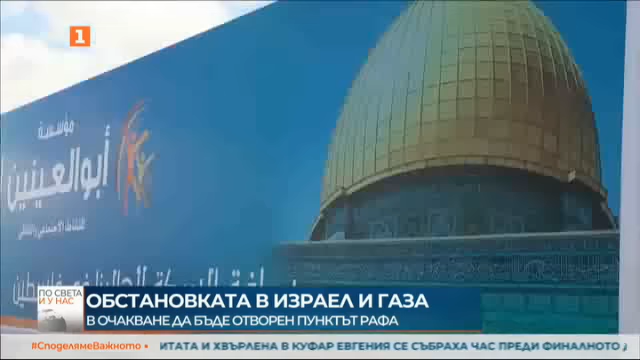 1
مؤسسة
أبو العينين
ПО СВЕТА
И У НАС
ОБСТАНОВКАТА В ИЗРАЕЛ И ГАЗА
В ОЧАКВАНЕ ДА БЪДЕ ОТВОРЕН ПУНКТЪТ РАФА
#СподелямеВажното
ИТАТА И ХВЪРЛЕНА В КУФАР ЕВГЕНИЯ СЕ СЪБРАХА ЧАС ПРЕДИ ФИНАЛНОТО